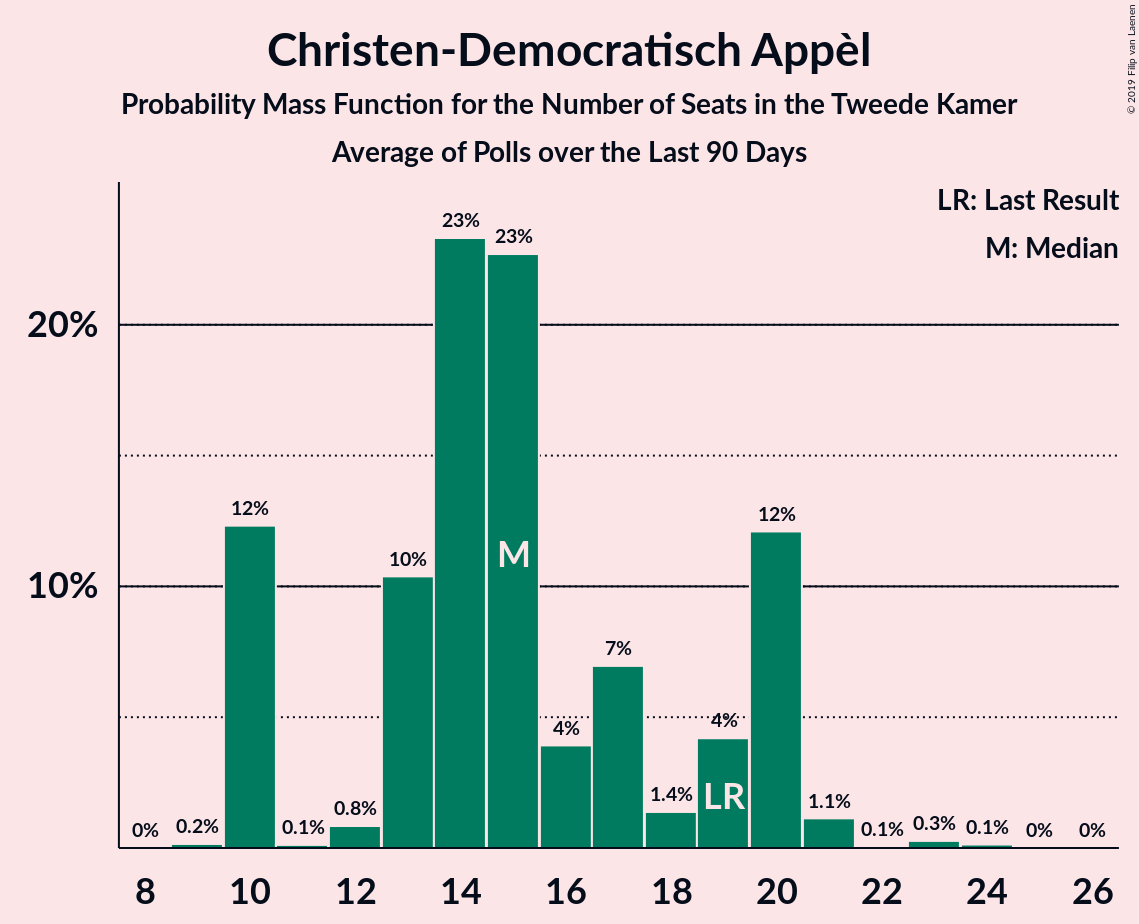 Christen-Democratisch Appèl
Probability Mass Function for the Number of Seats in the Tweede Kamer
Average of Polls over the Last 90 Days
© 2019 Filip van Laenen
LR: Last Result
M: Median
20%
10%
0%
0.2%
12%
0.1%
0.8%
10%
23%
23%
4%
7%
1.4%
4%
12%
1.1%
0.1%
0.3%
0.1%
0%
0%
M
LR
8 10 12 14 16 18 20 22 24 26